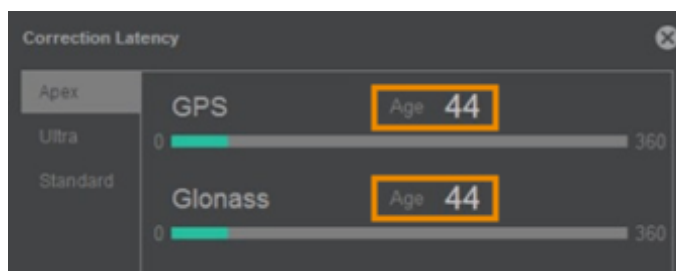 Correction Latency
Apex
Ultra
Standard
GPS
Age 44
0 360
Glonass
Age 44
0 360